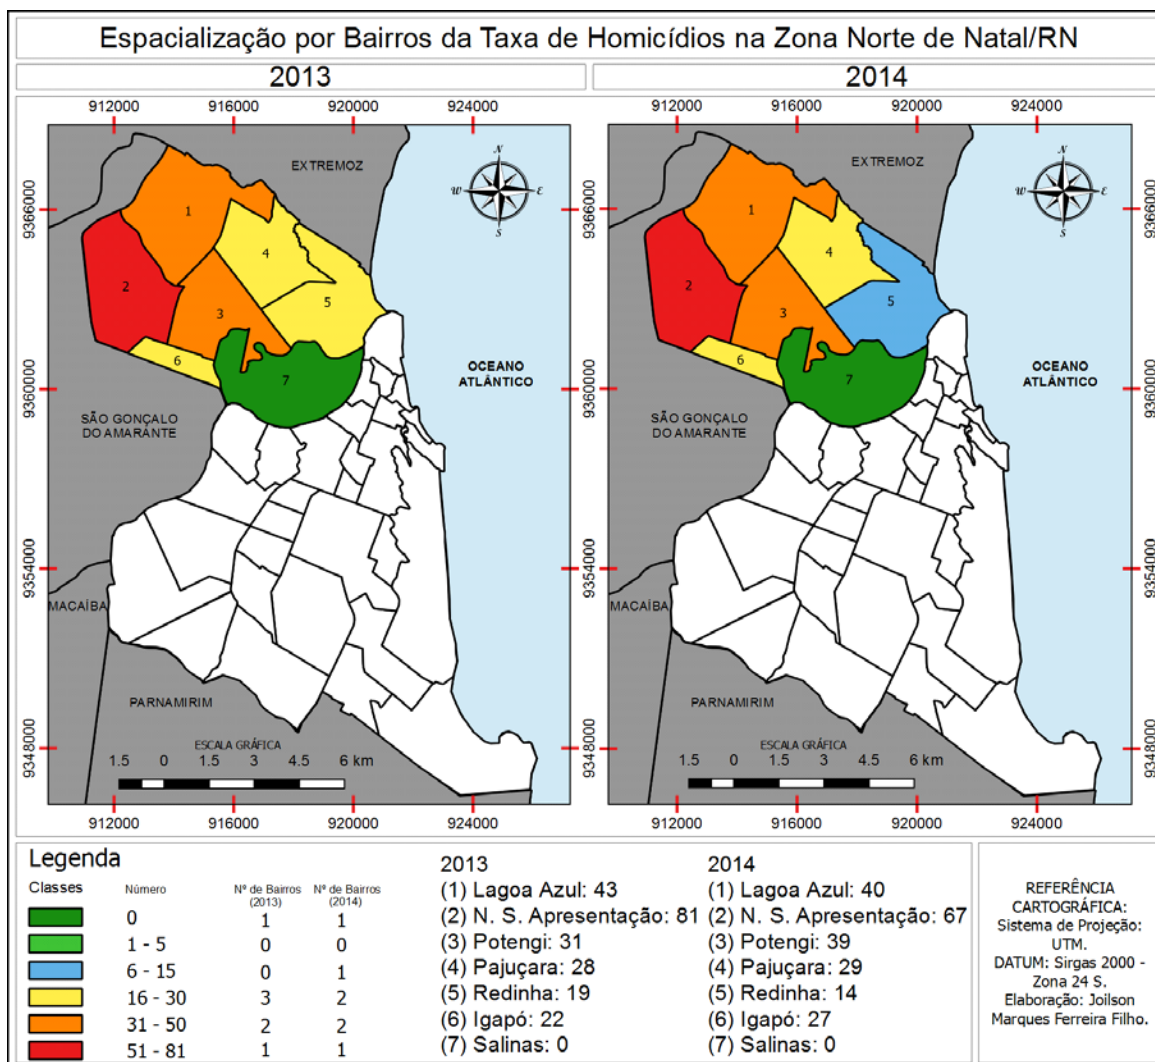 Espacialização por Bairros da Taxa de Homicídios na Zona Norte de Natal/RN
2013
2014
912000 916000 920000 924000
912000 916000 920000 924000
9366000
9360000
9354000
9348000
EXTREMOZ
N
W E
S
1
2
3
4
5
6
7
OCEANO
ATLÂNTICO
SÃO GONÇALO
DO AMARANTE
MACAÍBA
PARNAMIRIM
ESCALA GRÁFICA
1.5 0 1.5 3 4.5 6 km
912000 916000 920000 924000
9366000
9360000
9354000
9348000
EXTREMOZ
N
W E
S
1
2
3
4
5
6
7
OCEANO
ATLÂNTICO
SÃO GONÇALO
DO AMARANTE
MACAÍBA
PARNAMIRIM
ESCALA GRÁFICA
1.5 0 1.5 3 4.5 6 km
912000 916000 920000 924000
Legenda
Classes Número Nº de Bairros (2013) Nº de Bairros (2014)
0 1 1
1 - 5 0 0
6 - 15 0 1
16 - 30 3 2
31 - 50 2 2
51 - 81 1 1
2013
(1) Lagoa Azul: 43
(2) N. S. Apresentação: 81
(3) Potengi: 31
(4) Pajuçara: 28
(5) Redinha: 19
(6) Igapó: 22
(7) Salinas: 0
2014
(1) Lagoa Azul: 40
(2) N. S. Apresentação: 67
(3) Potengi: 39
(4) Pajuçara: 29
(5) Redinha: 14
(6) Igapó: 27
(7) Salinas: 0
REFERÊNCIA
CARTOGRÁFICA:
Sistema de Projeção:
UTM.
DATUM: Sirgas 2000 -
Zona 24 S.
Elaboração: Joilson
Marques Ferreira Filho.